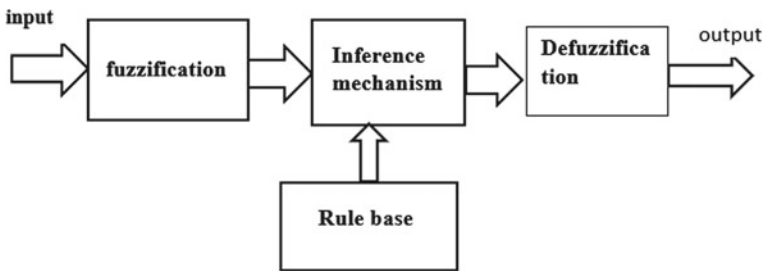 input
fuzzification
Inference
mechanism
Defuzzifica
tion
output
Rule base